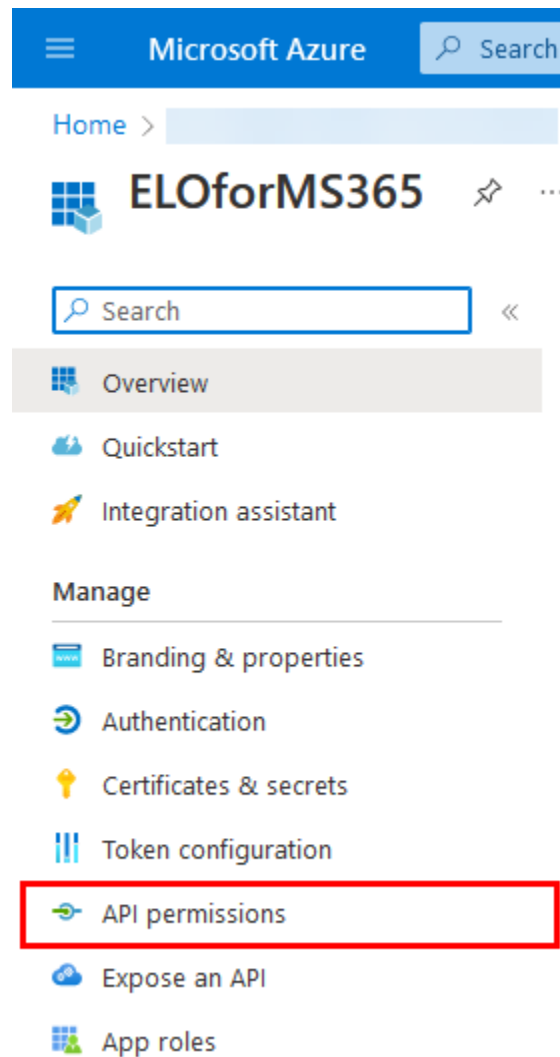 Microsoft Azure Search
Home >
ELOforMS365
Search
Overview
Quickstart
Integration assistant
Manage
Branding & properties
Authentication
Certificates & secrets
Token configuration
API permissions
Expose an API
App roles